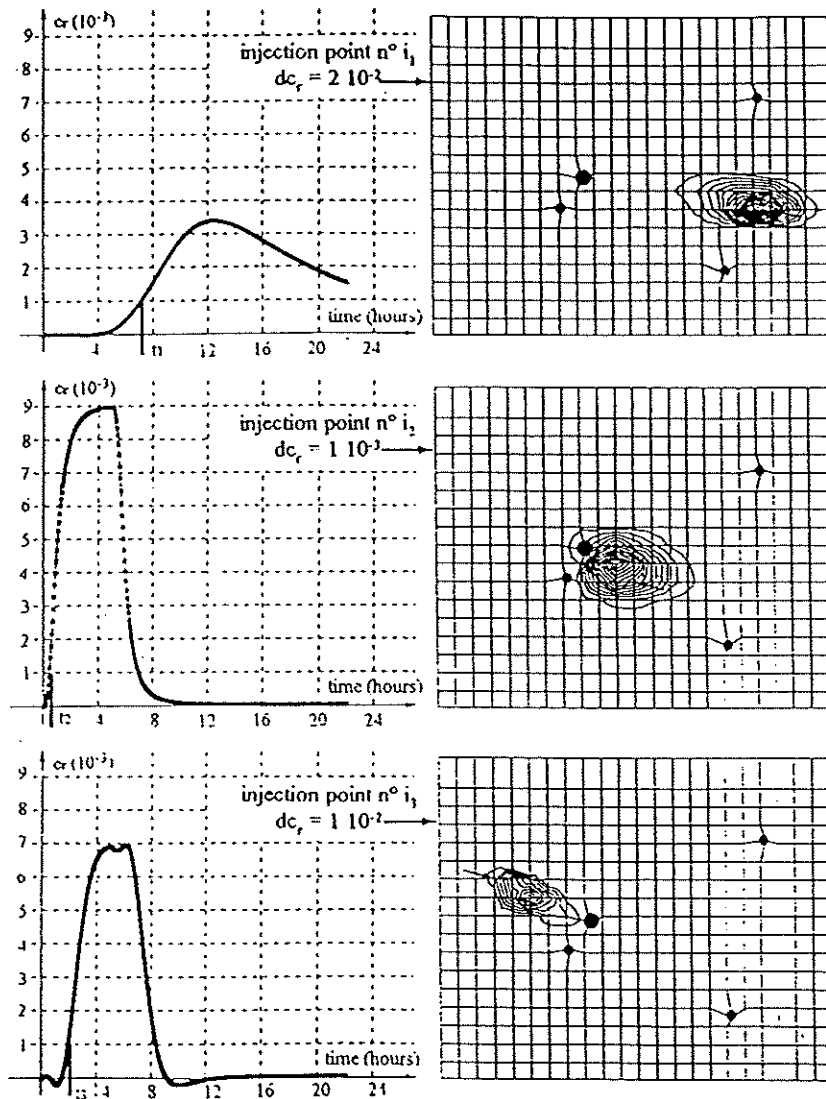 cr (10⁻³)
9
8
7
6
5
4
3
2
1
injection point n° i₁
dcᵣ = 2 10⁻²
time (hours)
4 t1 12 16 20 24
cr (10⁻³)
9
8
7
6
5
4
3
2
1
injection point n° i₂
dcᵣ = 1 10⁻³
time (hours)
t2 4 8 12 16 20 24
cr (10⁻³)
9
8
7
6
5
4
3
2
1
injection point n° i₃
dcᵣ = 1 10⁻²
time (hours)
t3 4 8 12 16 20 24